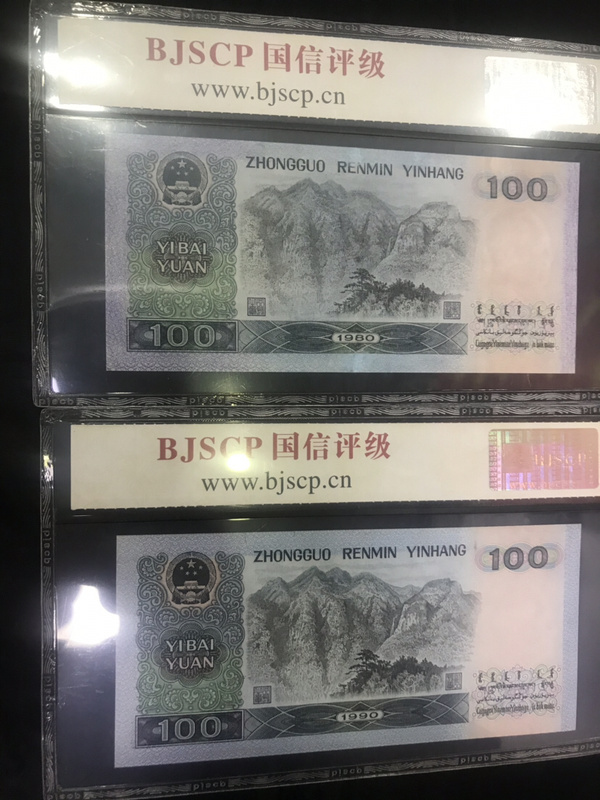 BJSCP 国信评级
www.bjscp.cn
ZHONGGUO RENMIN YINHANG
100
YIBAI
YUAN
100
1980
BJSCP 国信评级
www.bjscp.cn
ZHONGGUO RENMIN YINHANG
100
YIBAI
YUAN
100
1990